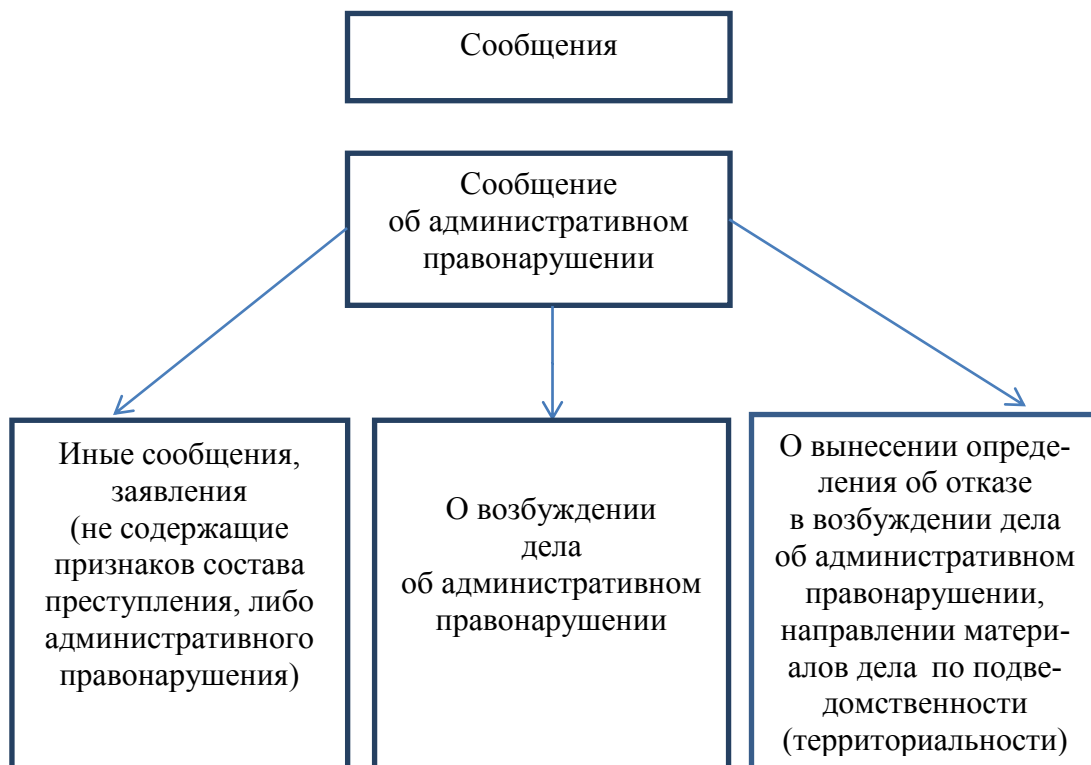 Сообщения
Сообщение
об административном
правонарушении
Иные сообщения,
заявления
(не содержащие
признаков состава
преступления, либо
административного
правонарушения)
О возбуждении
дела
об административном
правонарушении
О вынесении опреде-
ления об отказе
в возбуждении дела
об административном
правонарушении,
направлении матери-
алов дела по подве-
домственности
(территориальности)